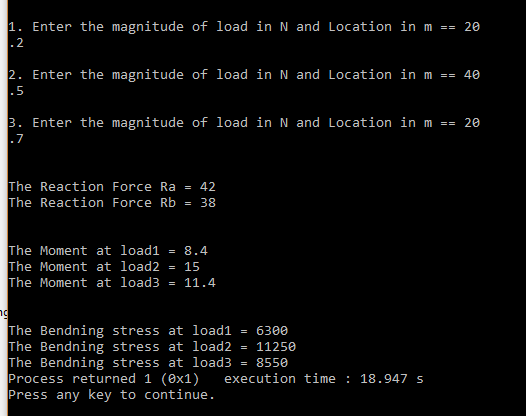 1. Enter the magnitude of load in N and Location in m == 20
.2
2. Enter the magnitude of load in N and Location in m == 40
.5
3. Enter the magnitude of load in N and Location in m == 20
.7
The Reaction Force Ra = 42
The Reaction Force Rb = 38
The Moment at load1 = 8.4
The Moment at load2 = 15
The Moment at load3 = 11.4
The Bendning stress at load1 = 6300
The Bendning stress at load2 = 11250
The Bendning stress at load3 = 8550
Process returned 1 (0x1)   execution time : 18.947 s
Press any key to continue.